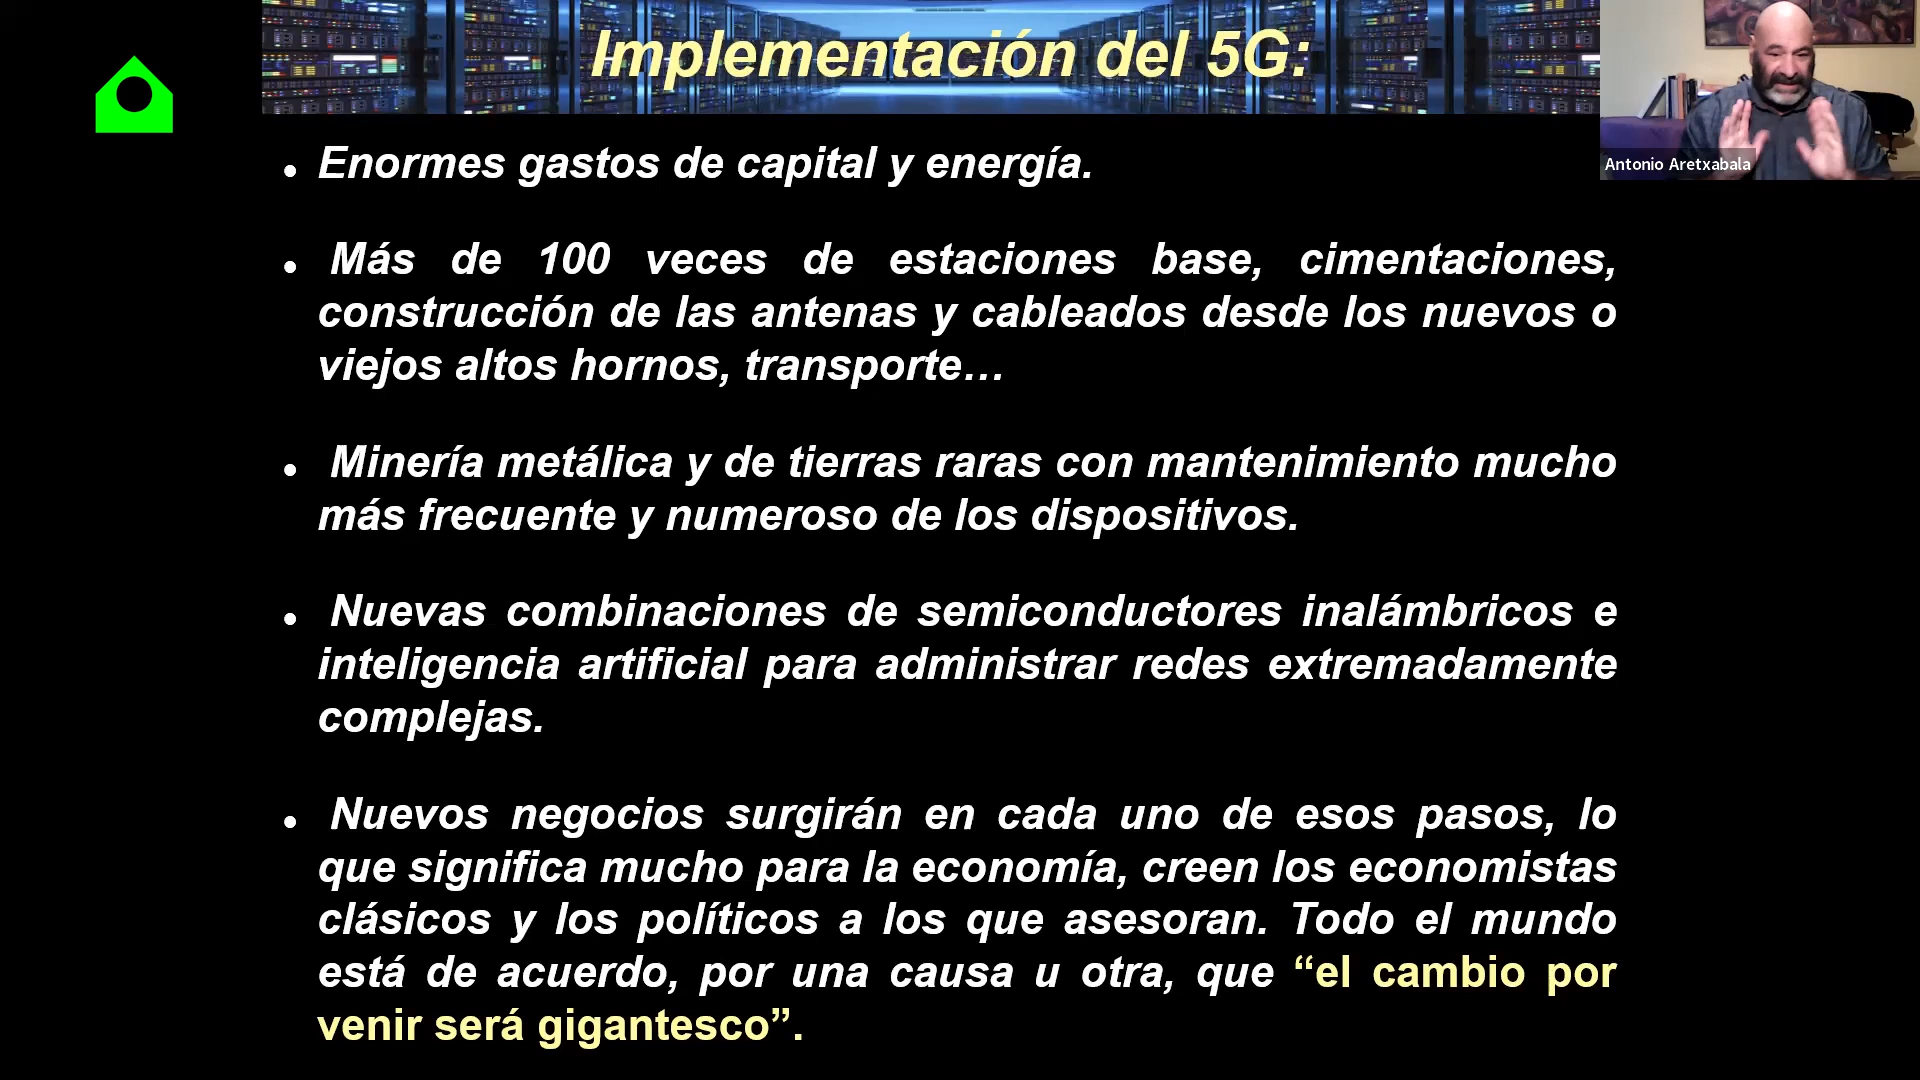 Implementación del 5G:
Antonio Aretxabala
Enormes gastos de capital y energía.
Más de 100 veces de estaciones base, cimentaciones,
construcción de las antenas y cableados desde los nuevos o
viejos altos hornos, transporte…
Minería metálica y de tierras raras con mantenimiento mucho
más frecuente y numeroso de los dispositivos.
Nuevas combinaciones de semiconductores inalámbricos e
inteligencia artificial para administrar redes extremadamente
complejas.
Nuevos negocios surgirán en cada uno de esos pasos, lo
que significa mucho para la economía, creen los economistas
clásicos y los políticos a los que asesoran. Todo el mundo
está de acuerdo, por una causa u otra, que “el cambio por
venir será gigantesco”.